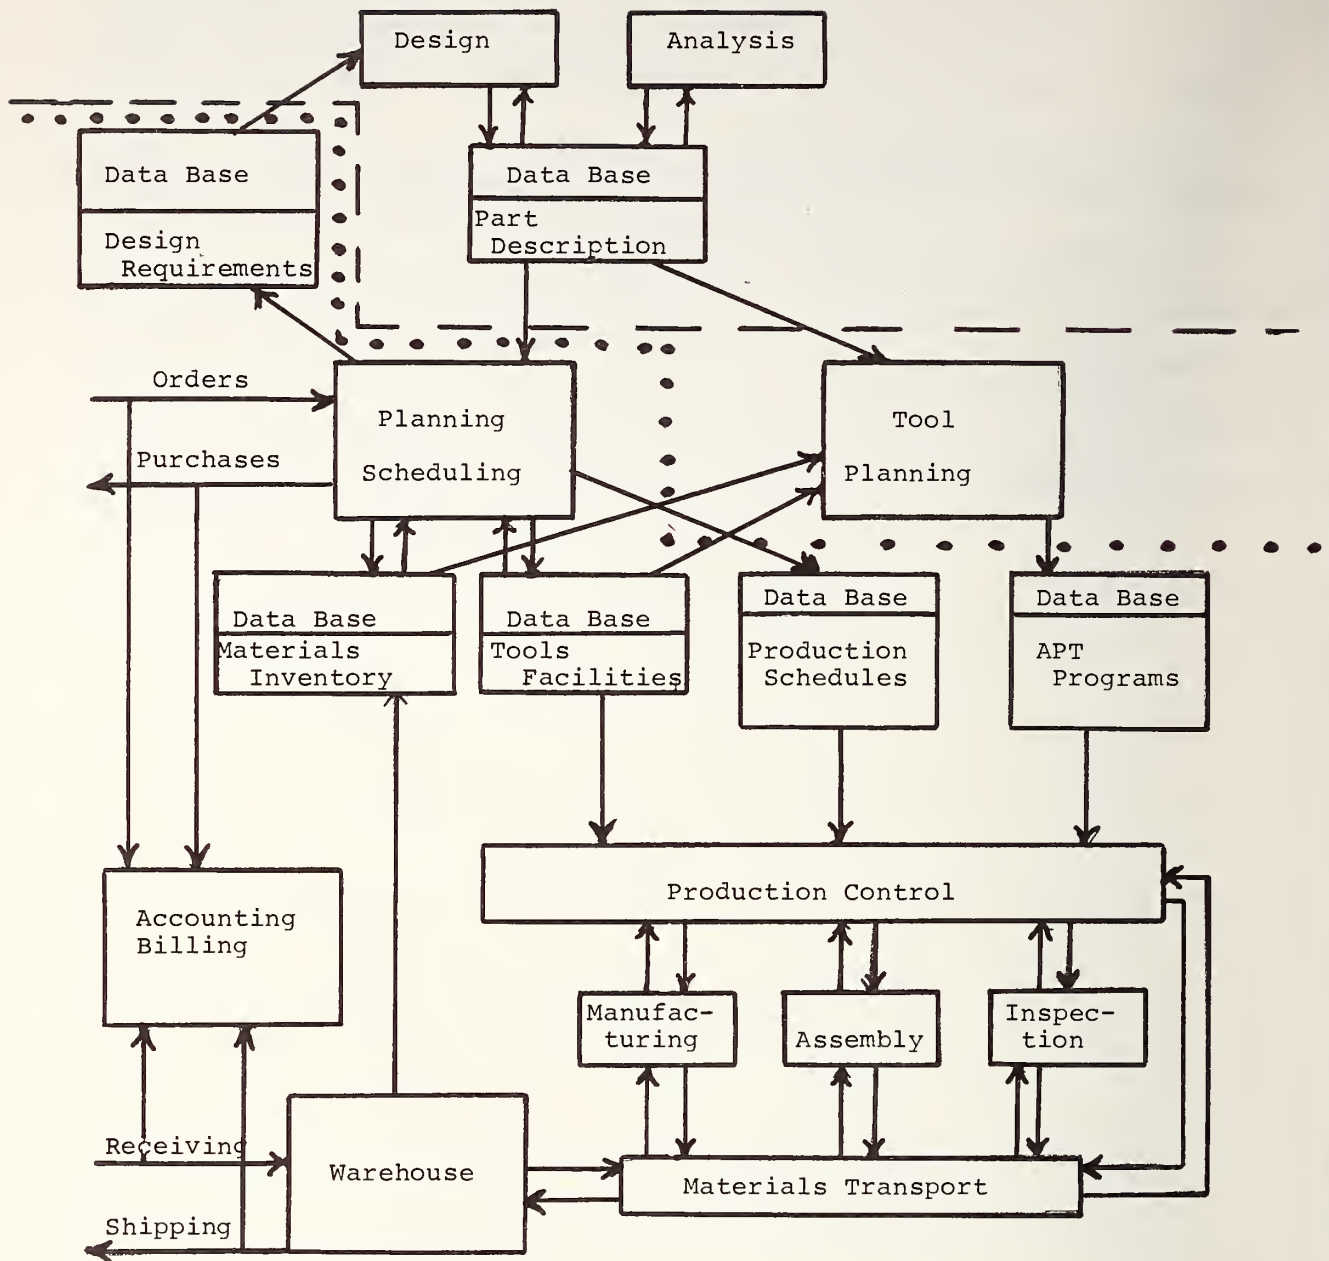 Design
Analysis
Data Base
Design
Requirements
Data Base
Part
Description
Orders
Purchases
Planning
Scheduling
Tool
Planning
Data Base
Materials
Inventory
Data Base
Tools
Facilities
Data Base
Production
Schedules
Data Base
APT
Programs
Accounting
Billing
Production Control
Manufac-
turing
Assembly
Inspec-
tion
Receiving
Shipping
Warehouse
Materials Transport